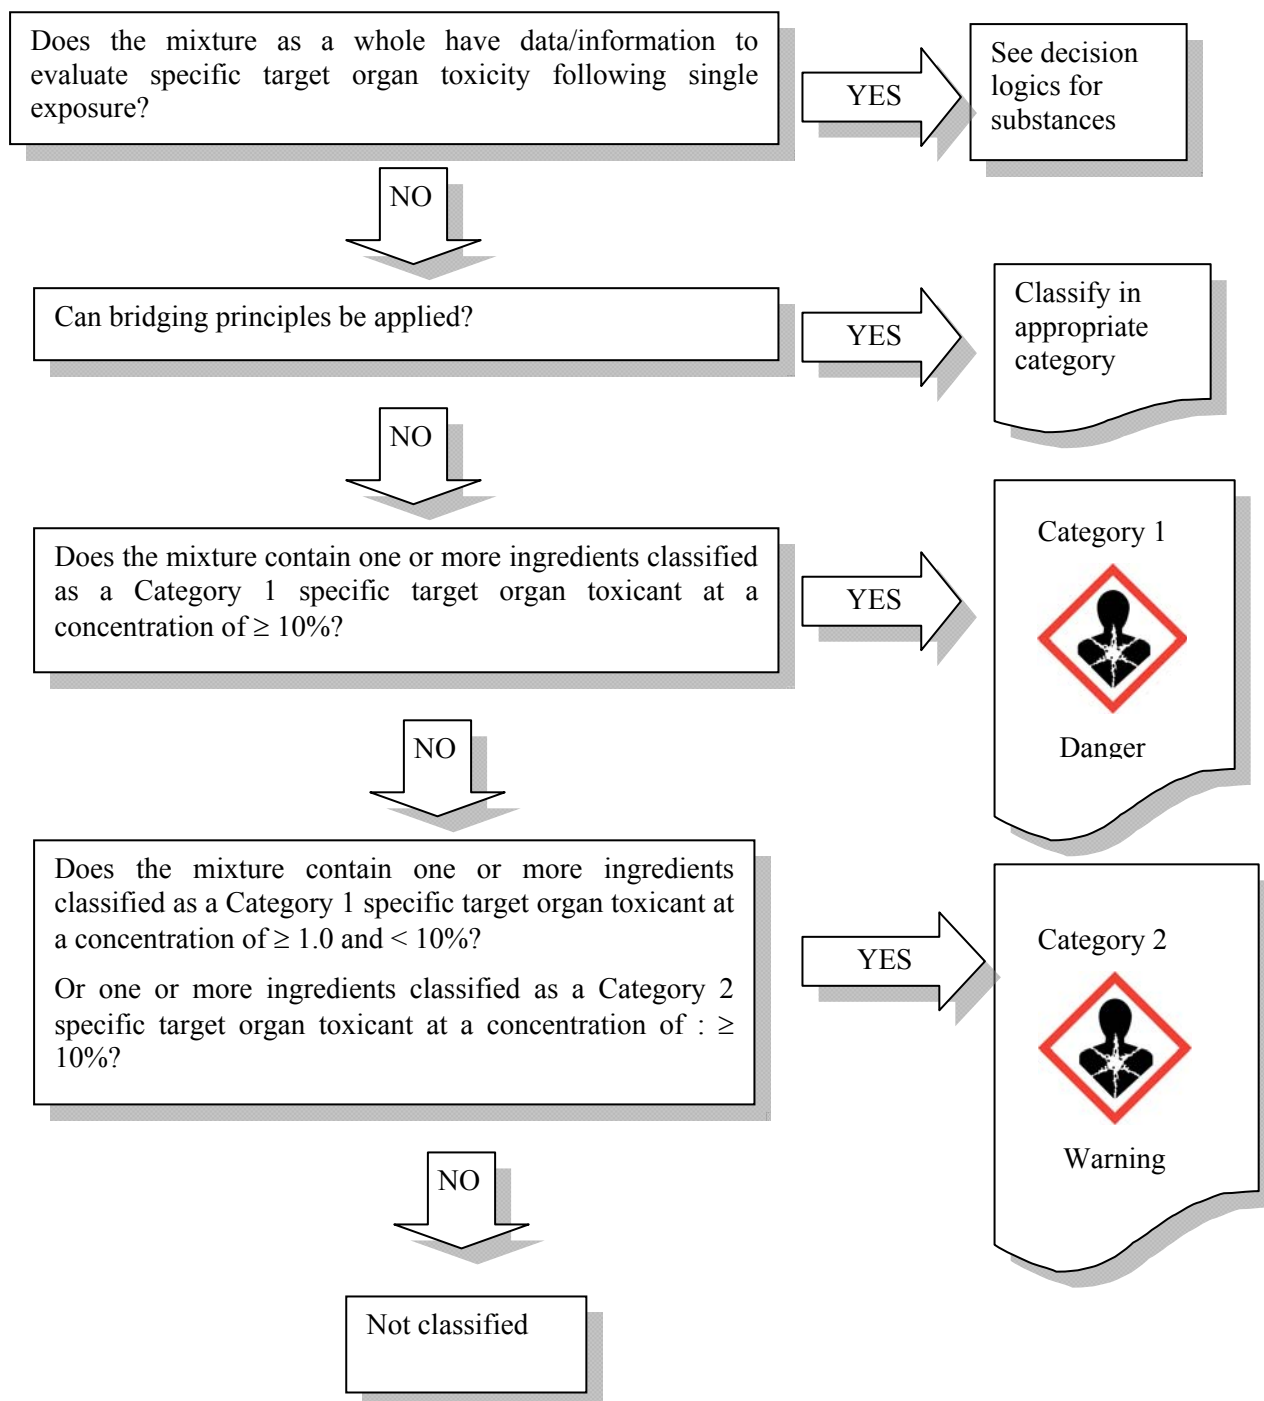 Does the mixture as a whole have data/information to
evaluate specific target organ toxicity following single
exposure?
YES
See decision
logics for
substances
NO
Can bridging principles be applied?
YES
Classify in
appropriate
category
NO
Does the mixture contain one or more ingredients classified
as a Category 1 specific target organ toxicant at a
concentration of ≥ 10%?
YES
Category 1
Danger
NO
Does the mixture contain one or more ingredients
classified as a Category 1 specific target organ toxicant at
a concentration of ≥ 1.0 and < 10%?
Or one or more ingredients classified as a Category 2
specific target organ toxicant at a concentration of : ≥
10%?
YES
Category 2
Warning
NO
Not classified